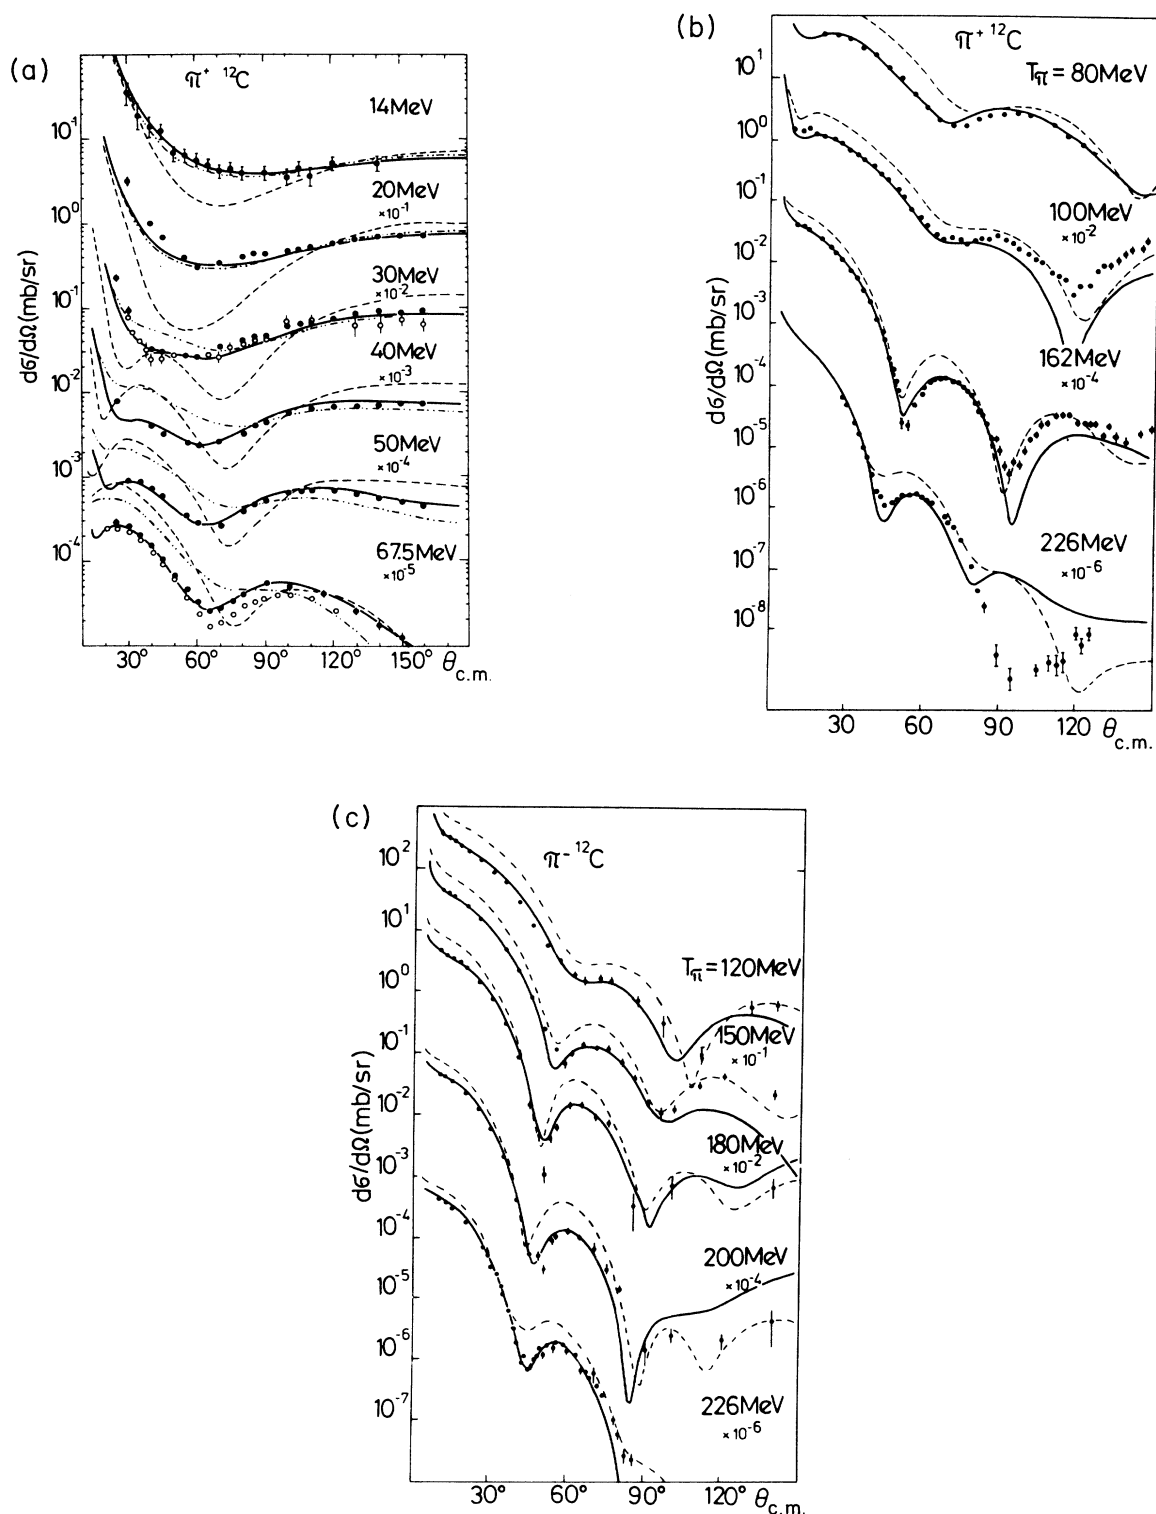 (a)
π⁺ ¹²C
14MeV
20MeV
×10⁻¹
30MeV
×10⁻²
40MeV
×10⁻³
50MeV
×10⁻⁴
67.5MeV
×10⁻⁵
10⁺¹
10⁰
10⁻¹
10⁻²
10⁻³
10⁻⁴
dσ/dΩ(mb/sr)
30° 60° 90° 120° 150° θc.m.
(b)
π⁺ ¹²C
Tπ = 80MeV
100MeV
×10⁻²
162MeV
×10⁻⁴
226MeV
×10⁻⁶
10¹
10⁰
10⁻¹
10⁻²
10⁻³
10⁻⁴
10⁻⁵
10⁻⁶
10⁻⁷
10⁻⁸
dσ/dΩ(mb/sr)
30 60 90 120 θc.m.
(c)
π⁻ ¹²C
Tπ = 120MeV
150MeV
×10⁻¹
180MeV
×10⁻²
200MeV
×10⁻⁴
226MeV
×10⁻⁶
10²
10¹
10⁰
10⁻¹
10⁻²
10⁻³
10⁻⁴
10⁻⁵
10⁻⁶
10⁻⁷
dσ/dΩ(mb/sr)
30° 60° 90° 120° θc.m.